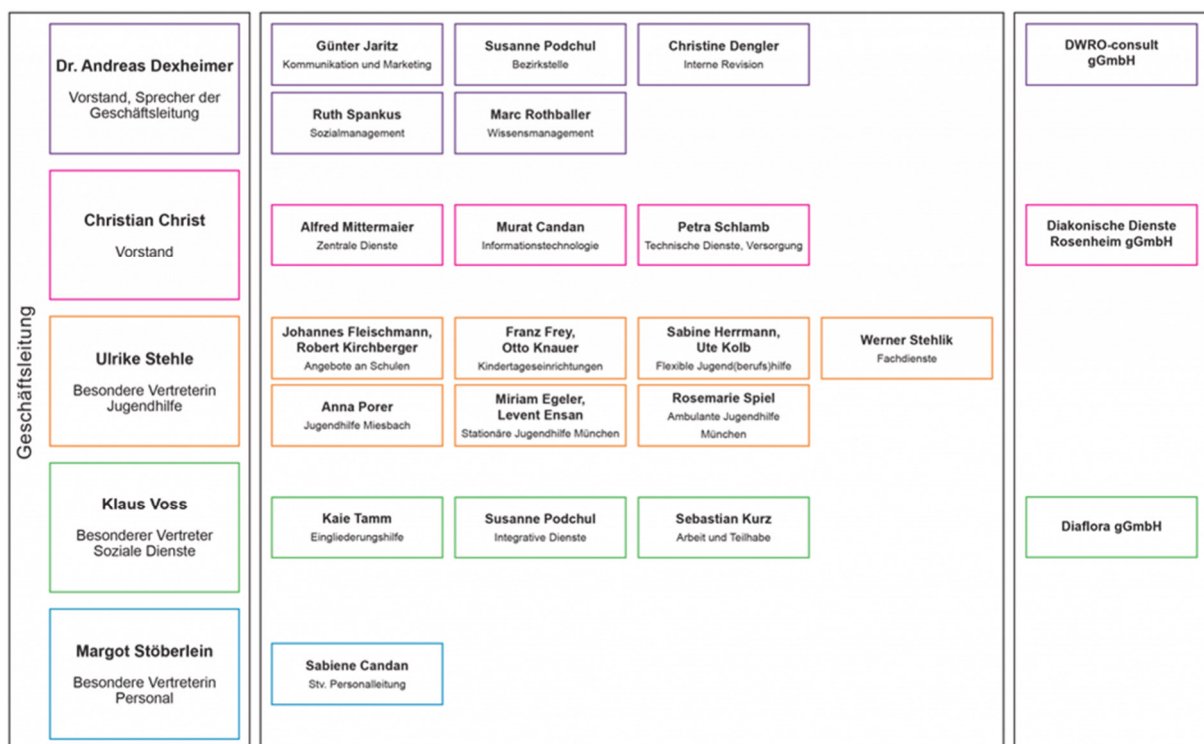 Geschäftsleitung
Dr. Andreas Dexheimer
Vorstand, Sprecher der
Geschäftsleitung
Günter Jaritz
Kommunikation und Marketing
Susanne Podchul
Bezirkstelle
Christine Dengler
Interne Revision
Ruth Spankus
Sozialmanagement
Marc Rothballer
Wissensmanagement
DWRO-consult
gGmbH
Christian Christ
Vorstand
Alfred Mittermaier
Zentrale Dienste
Murat Candan
Informationstechnologie
Petra Schlamb
Technische Dienste, Versorgung
Diakonische Dienste
Rosenheim gGmbH
Ulrike Stehle
Besondere Vertreterin
Jugendhilfe
Johannes Fleischmann,
Robert Kirchberger
Angebote an Schulen
Franz Frey,
Otto Knauer
Kindertageseinrichtungen
Sabine Herrmann,
Ute Kolb
Flexible Jugend(berufs)hilfe
Werner Stehlik
Fachdienste
Anna Porer
Jugendhilfe Miesbach
Miriam Egeler,
Levent Ensan
Stationäre Jugendhilfe München
Rosemarie Spiel
Ambulante Jugendhilfe
München
Klaus Voss
Besonderer Vertreter
Soziale Dienste
Kaie Tamm
Eingliederungshilfe
Susanne Podchul
Integrative Dienste
Sebastian Kurz
Arbeit und Teilhabe
Diaflora gGmbH
Margot Stöberlein
Besondere Vertreterin
Personal
Sabiene Candan
Stv. Personalleitung